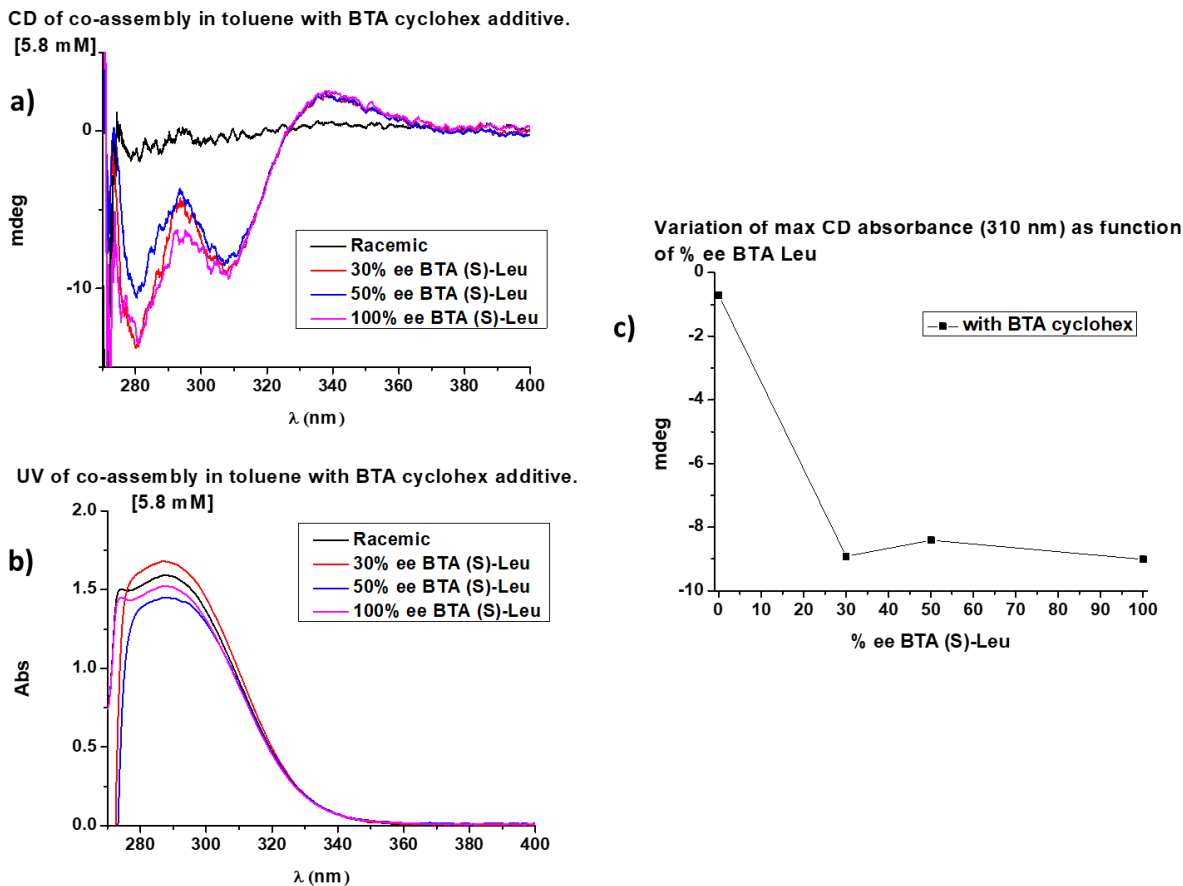 CD of co-assembly in toluene with BTA cyclohex additive.
[5.8 mM]
a)
0
-10
mdeg
Racemic
30% ee BTA (S)-Leu
50% ee BTA (S)-Leu
100% ee BTA (S)-Leu
280 300 320 340 360 380 400
λ (nm)
UV of co-assembly in toluene with BTA cyclohex additive.
[5.8 mM]
b)
2.0
1.5
1.0
0.5
0.0
Abs
Racemic
30% ee BTA (S)-Leu
50% ee BTA (S)-Leu
100% ee BTA (S)-Leu
280 300 320 340 360 380 400
λ (nm)
Variation of max CD absorbance (310 nm) as function
of % ee BTA Leu
c)
0
-2
-4
-6
-8
-10
mdeg
with BTA cyclohex
0 10 20 30 40 50 60 70 80 90 100
% ee BTA (S)-Leu